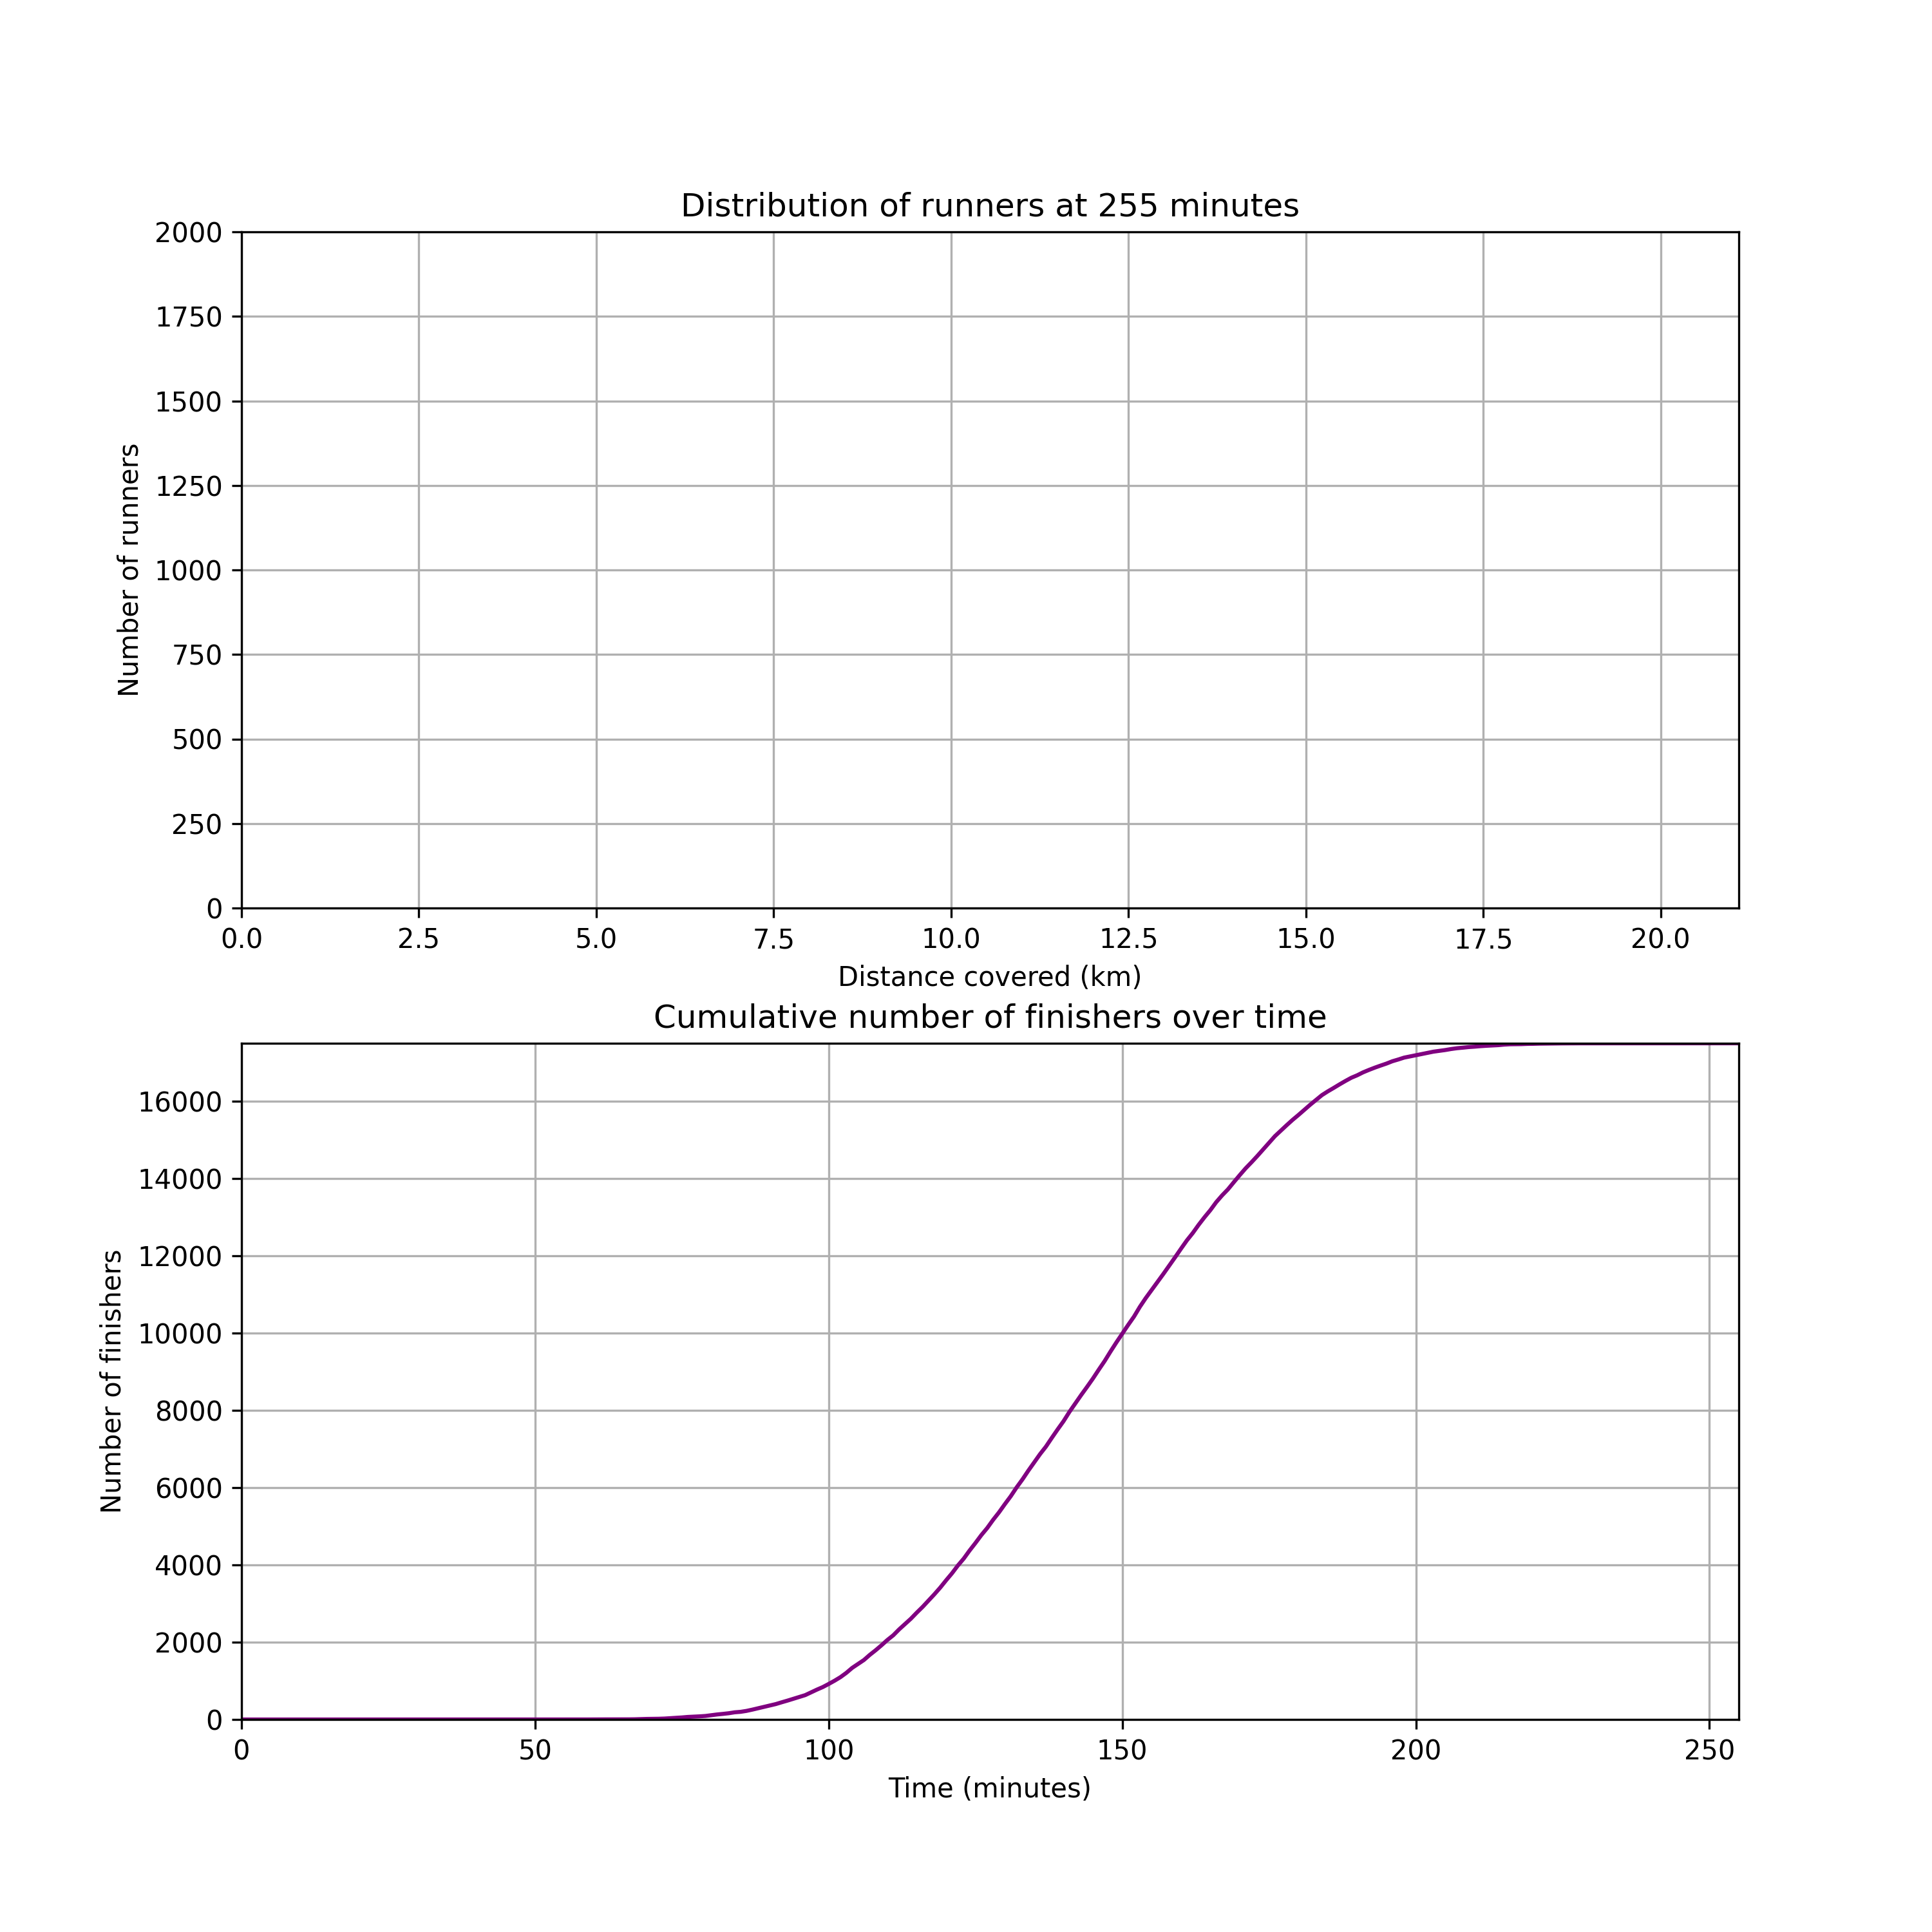 Distribution of runners at 255 minutes
2000
1750
1500
1250
1000
750
500
250
0
Number of runners
0.0 2.5 5.0 7.5 10.0 12.5 15.0 17.5 20.0
Distance covered (km)
Cumulative number of finishers over time
16000
14000
12000
10000
8000
6000
4000
2000
0
Number of finishers
0 50 100 150 200 250
Time (minutes)